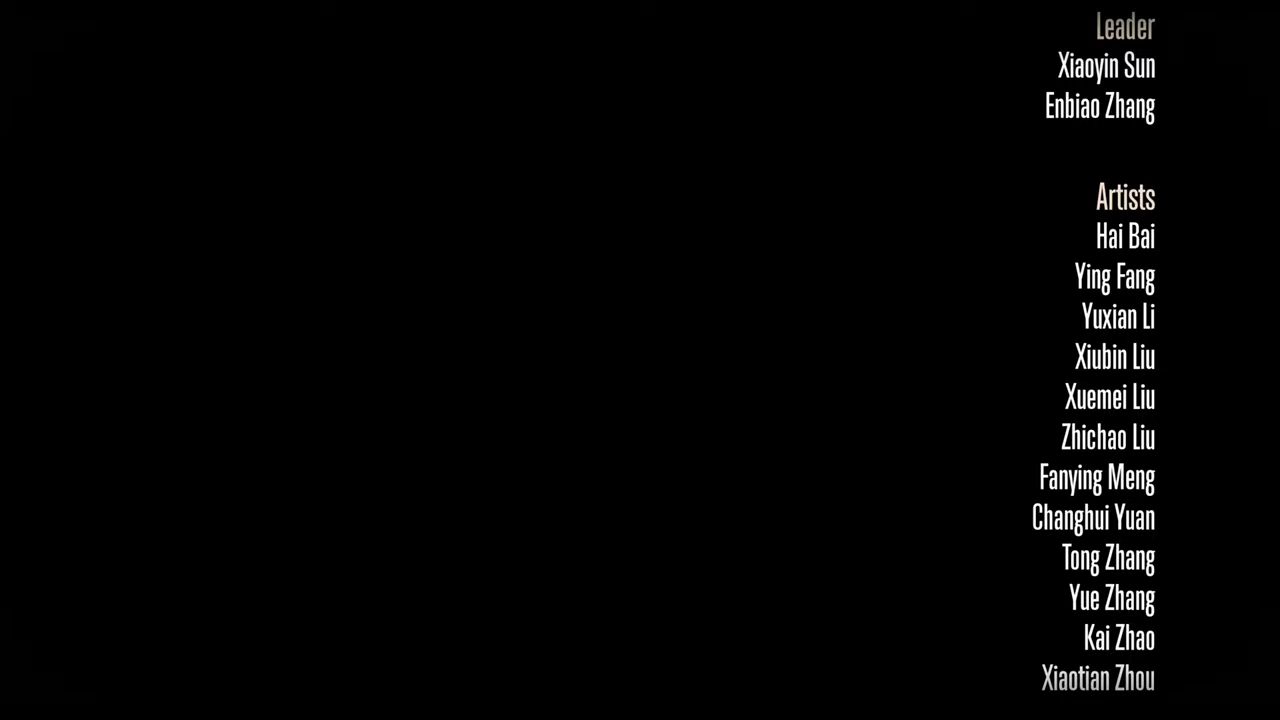 Leader
Xiaoyin Sun
Enbiao Zhang
Artists
Hai Bai
Ying Fang
Yuxian Li
Xiubin Liu
Xuemei Liu
Zhichao Liu
Fanying Meng
Changhui Yuan
Tong Zhang
Yue Zhang
Kai Zhao
Xiaotian Zhou